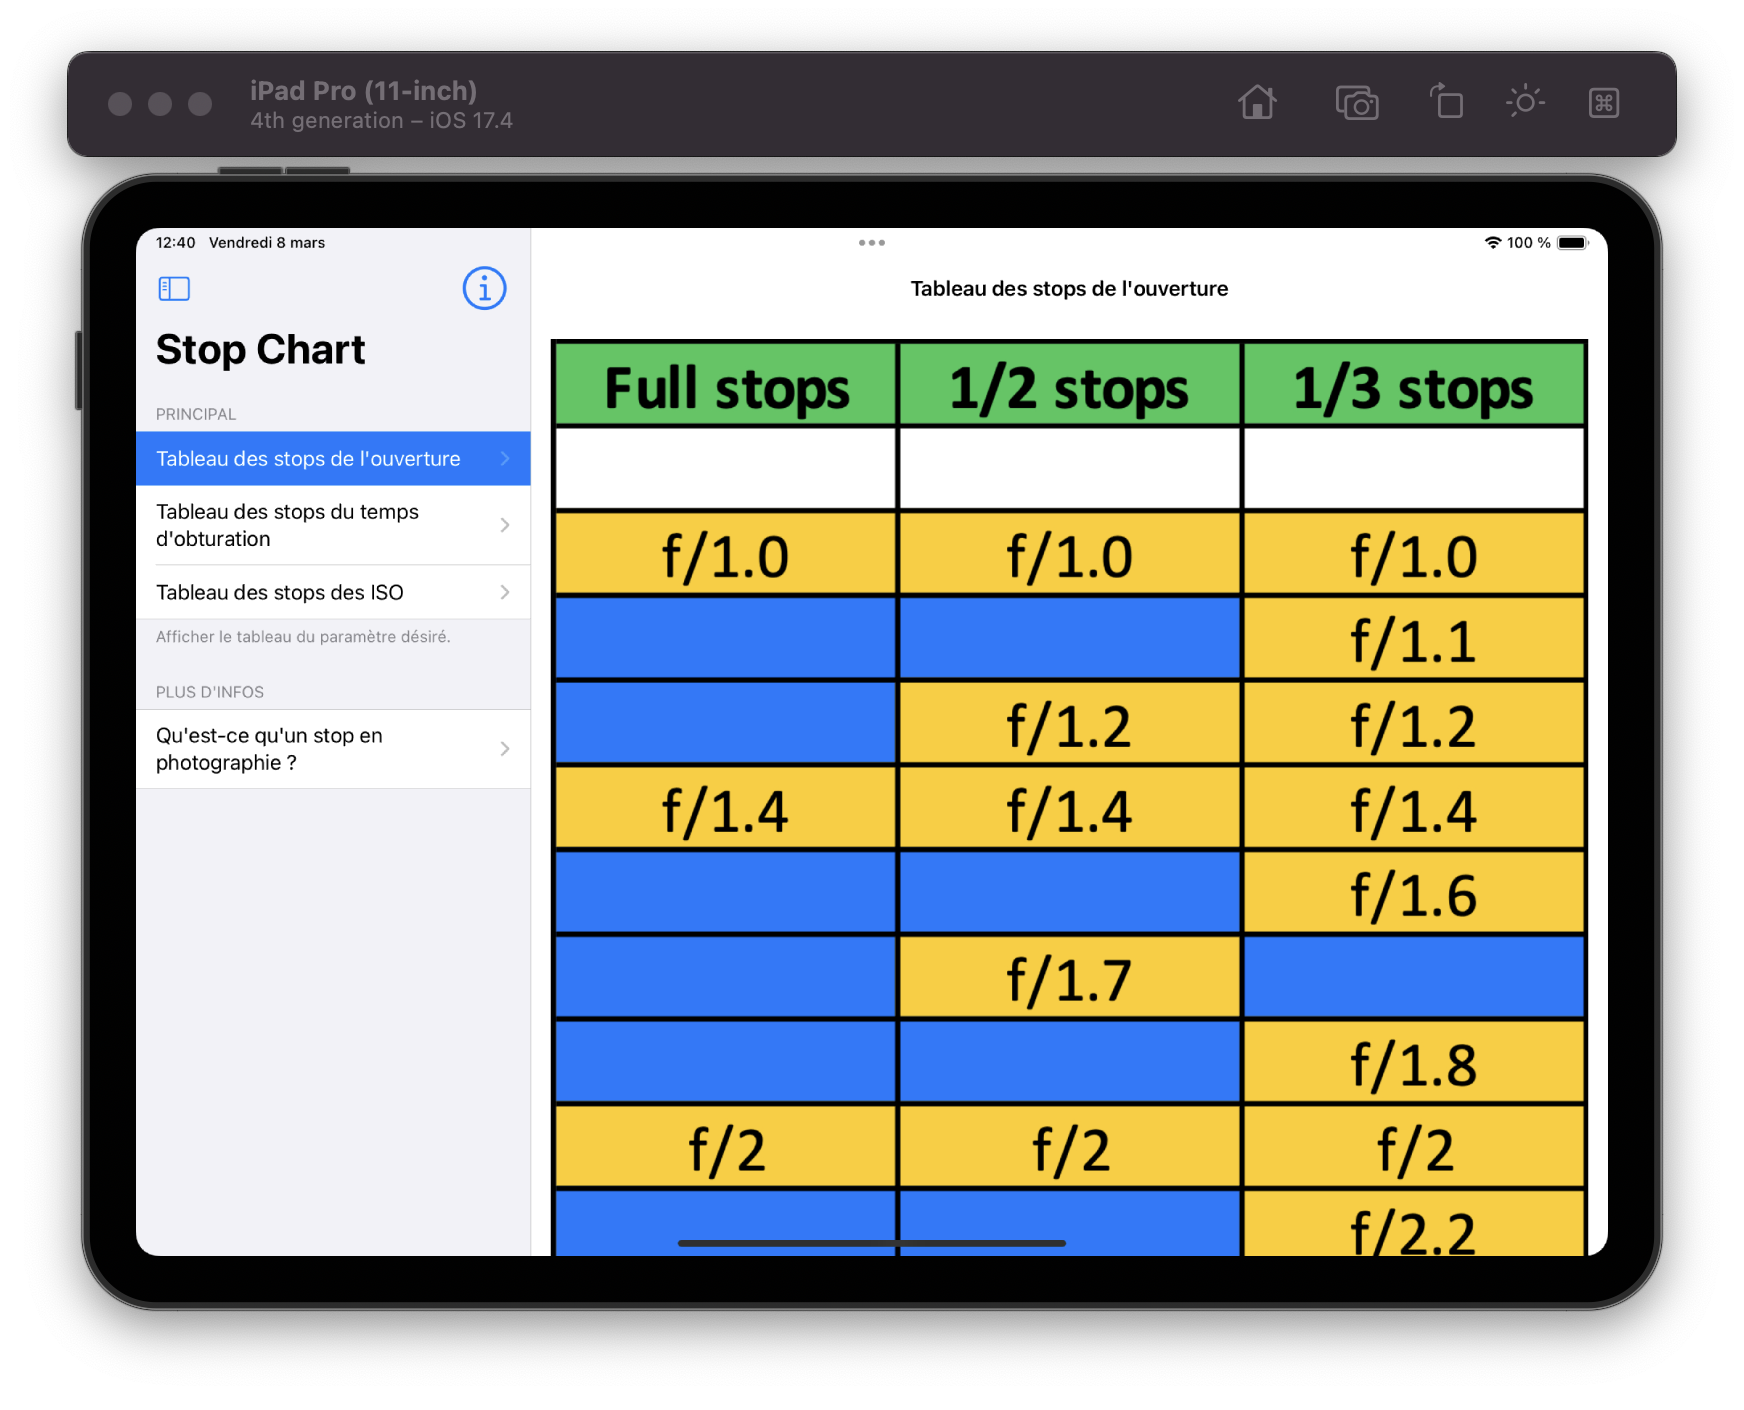 iPad Pro (11-inch)
4th generation – iOS 17.4
12:40 Vendredi 8 mars
100 %
Stop Chart
PRINCIPAL
Tableau des stops de l'ouverture
Tableau des stops du temps
d'obturation
Tableau des stops des ISO
Afficher le tableau du paramètre désiré.
PLUS D'INFOS
Qu'est-ce qu'un stop en
photographie ?
Tableau des stops de l'ouverture
Full stops 1/2 stops 1/3 stops
f/1.0 f/1.0 f/1.0
f/1.1
f/1.2 f/1.2
f/1.4 f/1.4 f/1.4
f/1.6
f/1.7
f/1.8
f/2 f/2 f/2
f/2.2